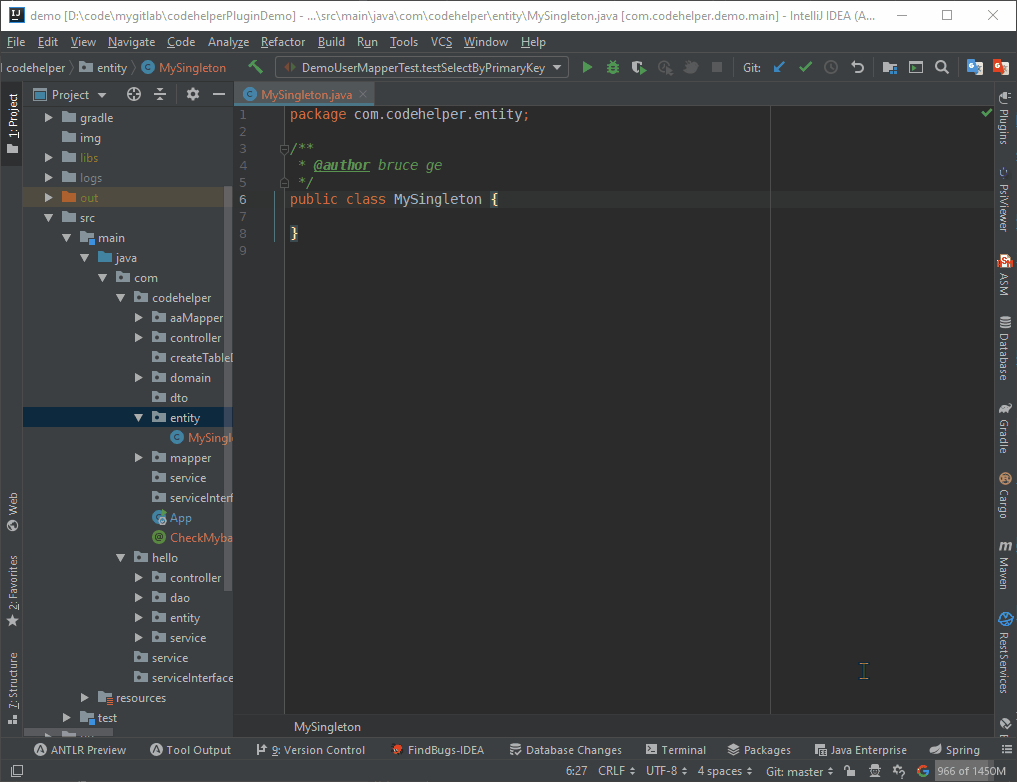 demo [D:\code\mygitlab\codehelperPluginDemo] - ...\src\main\java\com\codehelper\entity\MySingleton.java [com.codehelper.demo.main] - IntelliJ IDEA (A...
File Edit View Navigate Code Analyze Refactor Build Run Tools VCS Window Help
codehelper entity MySingleton DemoUserMapperTest.testSelectByPrimaryKey Git:
Project
MySingleton.java
1: Project
Web
2: Favorites
7: Structure
gradle
img
libs
logs
out
src
main
java
com
codehelper
aaMapper
controller
createTable
domain
dto
entity
MySingl
mapper
service
serviceInterf
App
CheckMyba
hello
controller
dao
entity
service
service
serviceInterface
resources
test
1 package com.codehelper.entity;
2
3 /**
4 * @author bruce ge
5 */
6 public class MySingleton {
7
8 }
9
MySingleton
Plugins
PsiViewer
ASM
Database
Gradle
Cargo
Maven
RestServices
ANTLR Preview Tool Output 9: Version Control FindBugs-IDEA Database Changes Terminal Packages Java Enterprise Spring
6:27 CRLF UTF-8 4 spaces Git: master 966 of 1450M